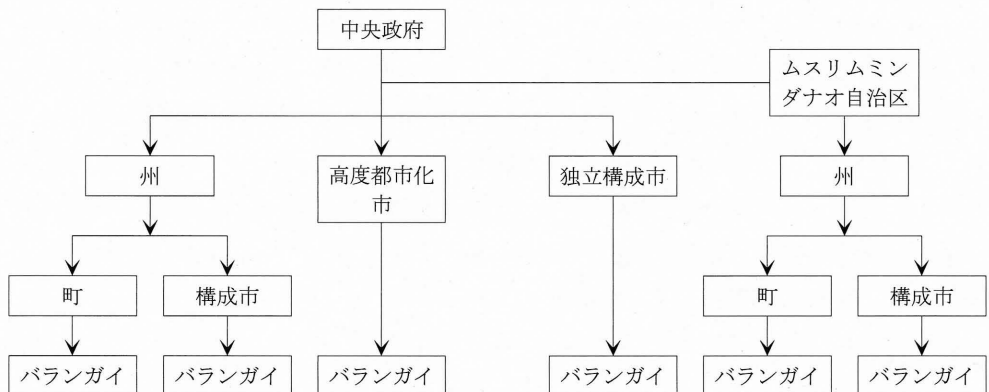 中央政府
ムスリムミン
ダナオ自治区
州
高度都市化
市
独立構成市
州
町
構成市
町
構成市
バランガイ
バランガイ
バランガイ
バランガイ
バランガイ
バランガイ